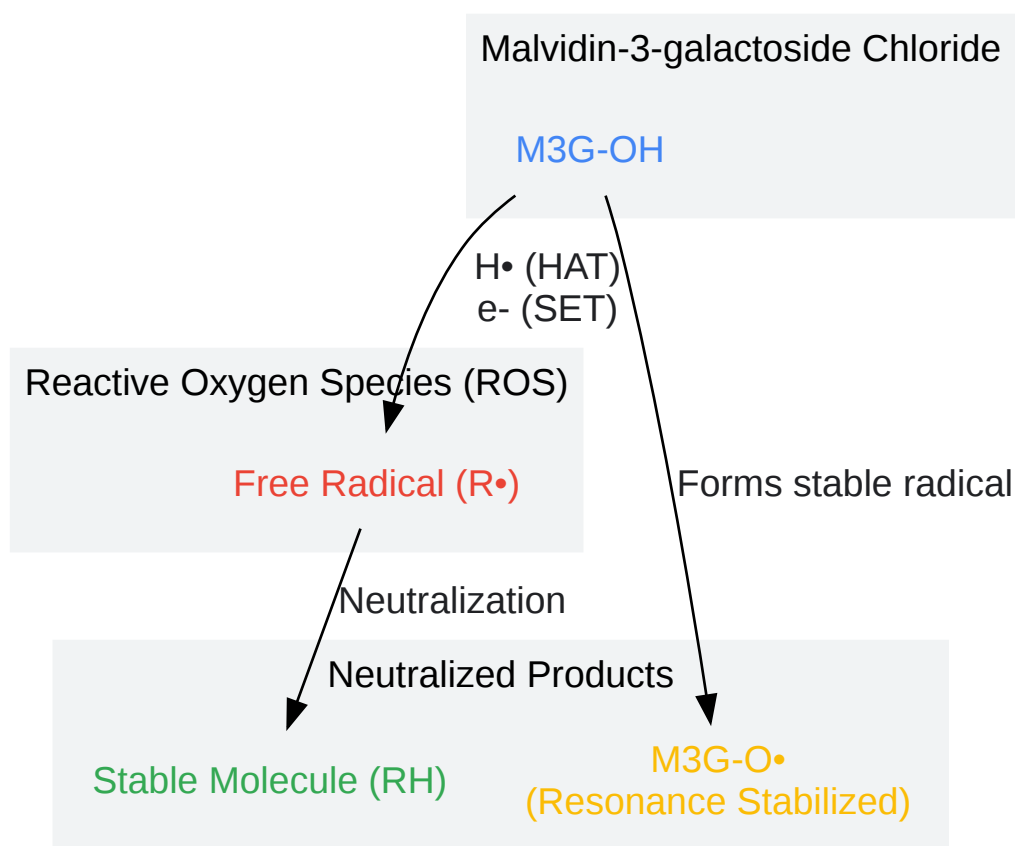 Malvidin-3-galactoside Chloride
M3G-OH
H• (HAT)
e- (SET)
Reactive Oxygen Species (ROS)
Free Radical (R•)
Forms stable radical
Neutralization
Neutralized Products
Stable Molecule (RH)
M3G-O•
(Resonance Stabilized)